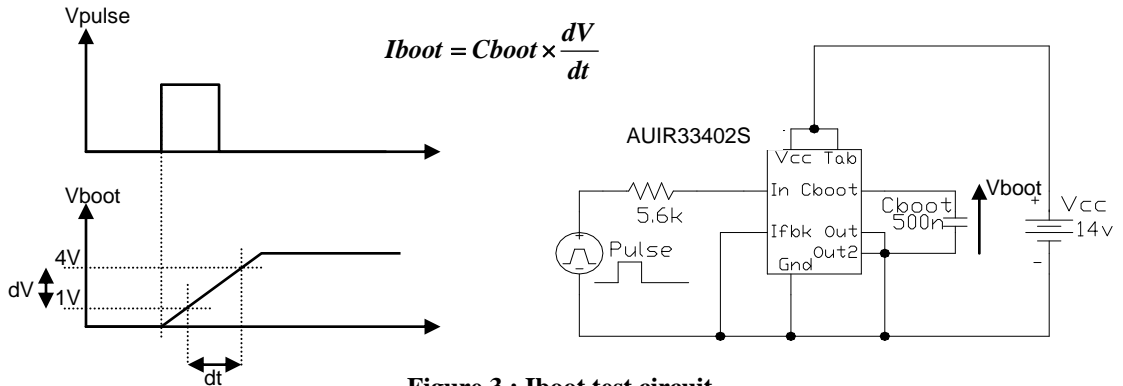 Vpulse
Iboot = Cboot × dV/dt
AUIR33402S
Vcc Tab
In Cboot
5.6k
Cboot
500n
Vboot
Vcc
14v
+
-
Ifbk Out
Out2
Gnd
+
Pulse
Vboot
4V
dV
1V
dt
Figure 3 : Iboot test circuit